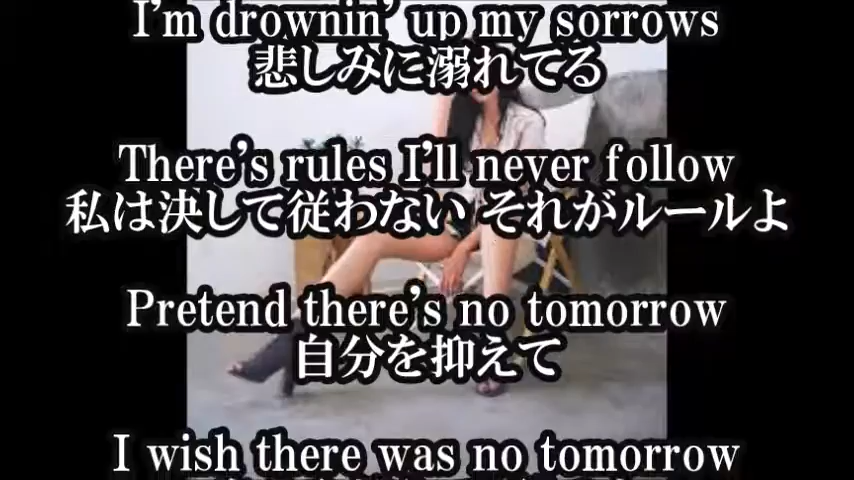 I'm drownin' up my sorrows
悲しみに溺れてる
There's rules I'll never follow
私は決して従わない それがルールよ
Pretend there's no tomorrow
自分を抑えて
I wish there was no tomorrow